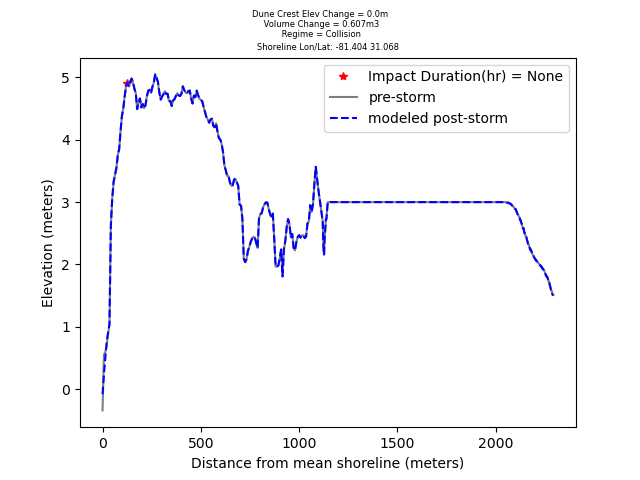 Dune Crest Elev Change = 0.0m
Volume Change = 0.607m3
Regime = Collision
Shoreline Lon/Lat: -81.404 31.068
Impact Duration(hr) = None
pre-storm
modeled post-storm
Elevation (meters)
5
4
3
2
1
0
0 500 1000 1500 2000
Distance from mean shoreline (meters)